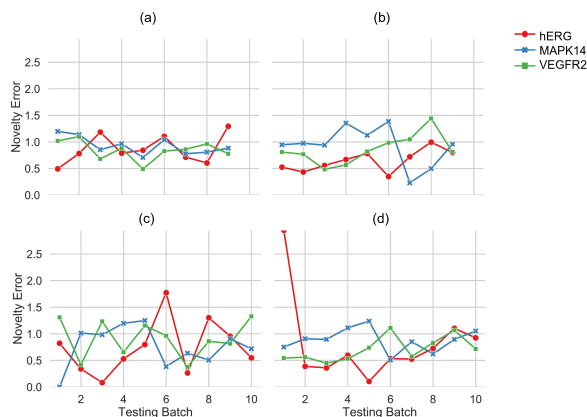 (a)
(b)
hERG
MAPK14
VEGFR2
Novelty Error
2.5
2.0
1.5
1.0
0.5
0.0
(c)
(d)
Novelty Error
2.5
2.0
1.5
1.0
0.5
0.0
2 4 6 8 10
2 4 6 8 10
Testing Batch
Testing Batch